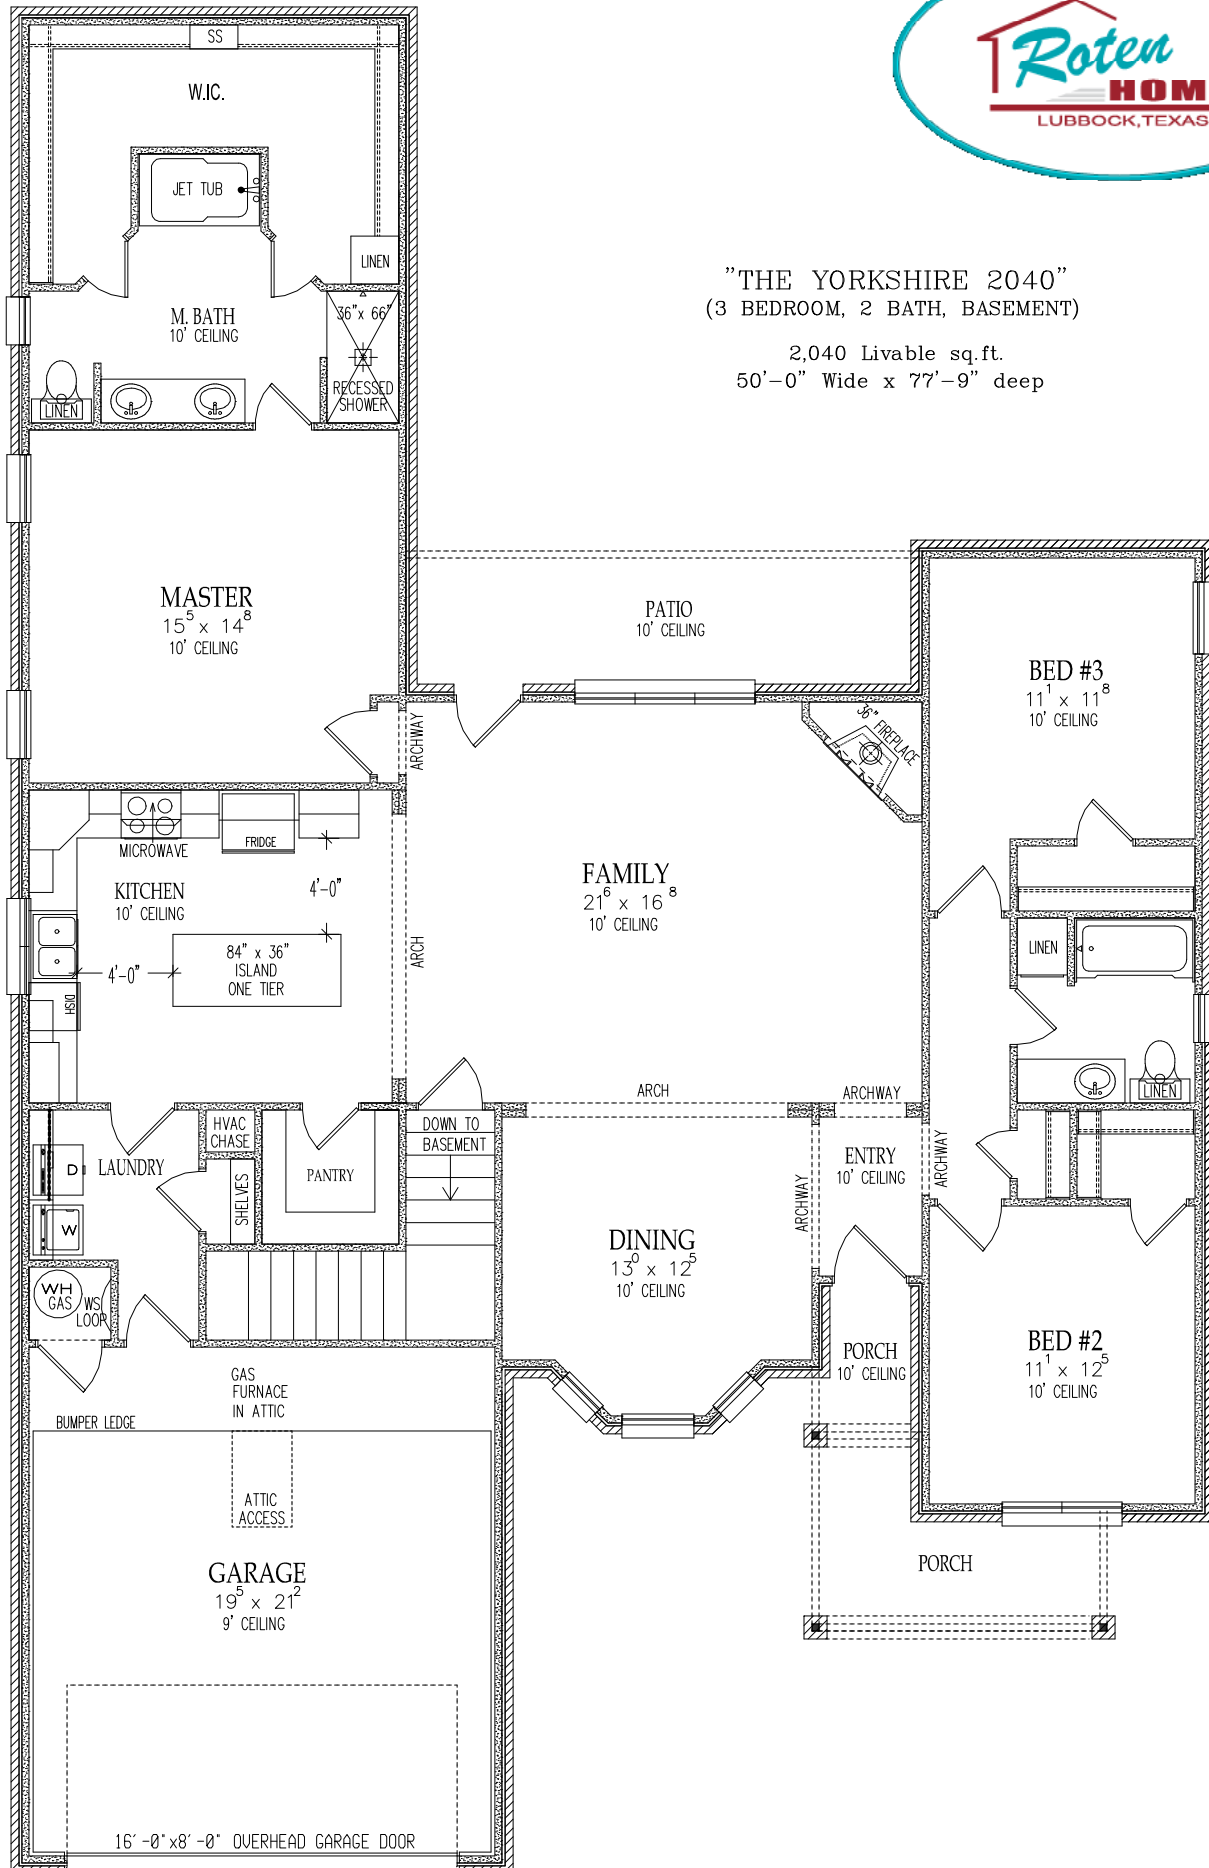 SS
W.IC.
Roten
HOM
LUBBOCK,TEXAS
JET TUB
LINEN
"THE YORKSHIRE 2040"
(3 BEDROOM, 2 BATH, BASEMENT)
2,040 Livable sq.ft.
50'-0" Wide x 77'-9" deep
M. BATH
10' CEILING
36"x 66"
RECESSED
SHOWER
LINEN
MASTER
15⁵ x 14⁸
10' CEILING
PATIO
10' CEILING
BED #3
11¹ x 11⁸
10' CEILING
ARCHWAY
36" FIREPLACE
MICROWAVE
FRIDGE
KITCHEN
10' CEILING
4'-0"
84" x 36"
ISLAND
ONE TIER
4'-0"
DISH
ARCH
FAMILY
21⁶ x 16⁸
10' CEILING
LINEN
LINEN
ARCH
ARCHWAY
HVAC
CHASE
DOWN TO
BASEMENT
LAUNDRY
D
W
SHELVES
PANTRY
ENTRY
10' CEILING
ARCHWAY
ARCHWAY
DINING
13⁰ x 12⁵
10' CEILING
WH
GAS
WS
LOOP
PORCH
10' CEILING
BED #2
11¹ x 12⁵
10' CEILING
GAS
FURNACE
IN ATTIC
BUMPER LEDGE
ATTIC
ACCESS
GARAGE
19⁵ x 21²
9' CEILING
PORCH
16'-0"x8'-0" OVERHEAD GARAGE DOOR